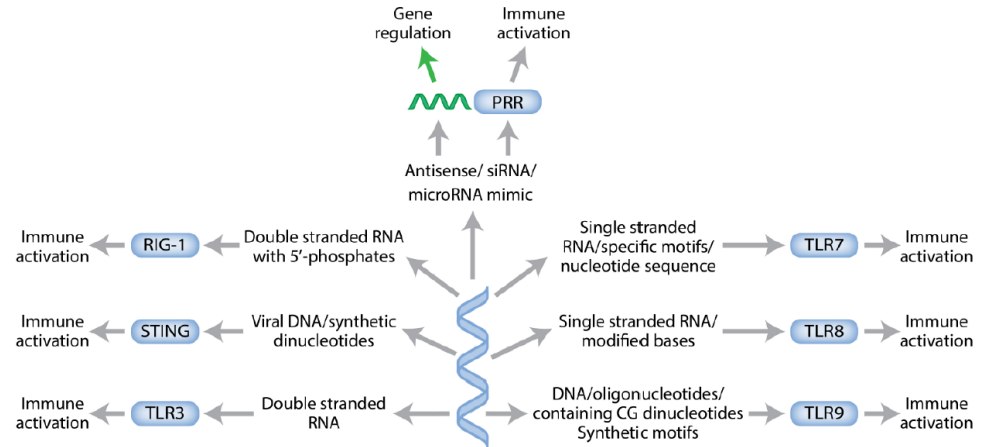 Gene
regulation
Immune
activation
PRR
Antisense/ siRNA/
microRNA mimic
Immune
activation
RIG-1
Double stranded RNA
with 5′-phosphates
Single stranded
RNA/specific motifs/
nucleotide sequence
TLR7
Immune
activation
Immune
activation
STING
Viral DNA/synthetic
dinucleotides
Single stranded RNA/
modified bases
TLR8
Immune
activation
Immune
activation
TLR3
Double stranded
RNA
DNA/oligonucleotides/
containing CG dinucleotides
Synthetic motifs
TLR9
Immune
activation